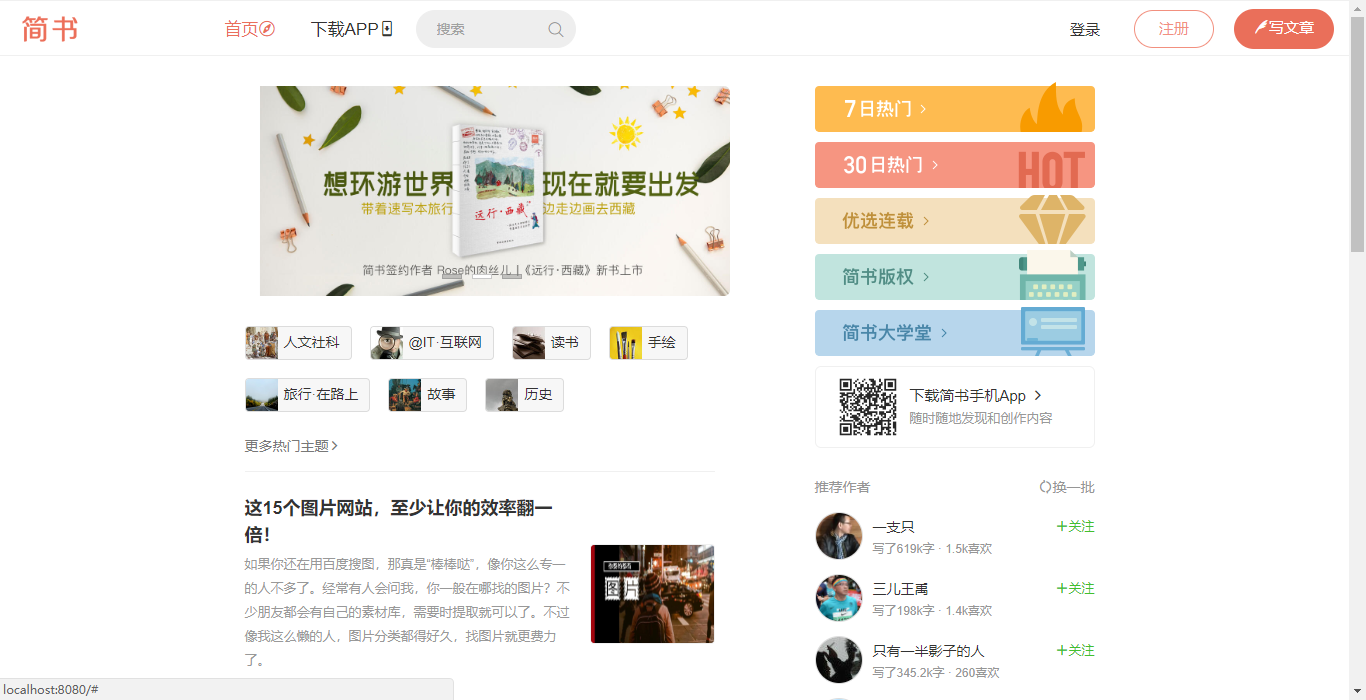 简书
首页
下载APP
搜索
登录
注册
写文章
想环游世界 现在就要出发
带着速写本旅行 边走边画去西藏
远行·西藏
简书签约作者 Rose的肉丝儿 |《远行·西藏》新书上市
人文社科
@IT·互联网
读书
手绘
旅行·在路上
故事
历史
更多热门主题
这15个图片网站，至少让你的效率翻一
倍！
如果你还在用百度搜图，那真是“棒棒哒”，像你这么专一
的人不多了。经常有人会问我，你一般在哪找的图片？不
少朋友都会有自己的素材库，需要时提取就可以了。不过
像我这么懒的人，图片分类都得好久，找图片就更费力
了。
图片
7日热门
30日热门
HOT
优选连载
简书版权
简书大学堂
下载简书手机App
随时随地发现和创作内容
推荐作者
换一批
一支只
+关注
写了619k字 · 1.5k喜欢
三儿王禹
+关注
写了198k字 · 1.4k喜欢
只有一半影子的人
+关注
写了345.2k字 · 260喜欢
localhost:8080/#